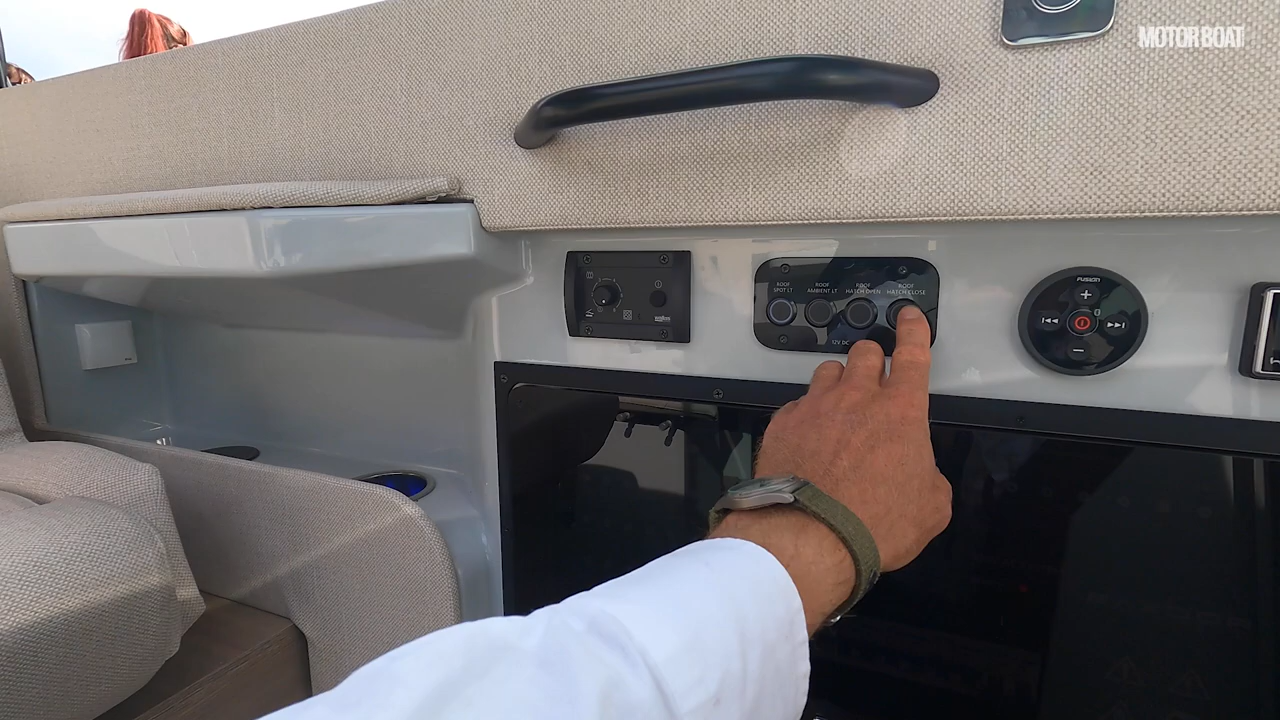 MOTOR BOAT
ROOF
SPOT LT
ROOF
AMBIENT LT
ROOF
HATCH OPEN
ROOF
HATCH CLOSE
12V DC
FUSION